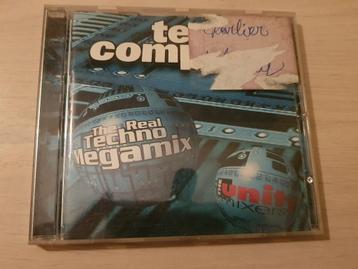 te
comp
The Real
Techno
Megamix
unity
mixers